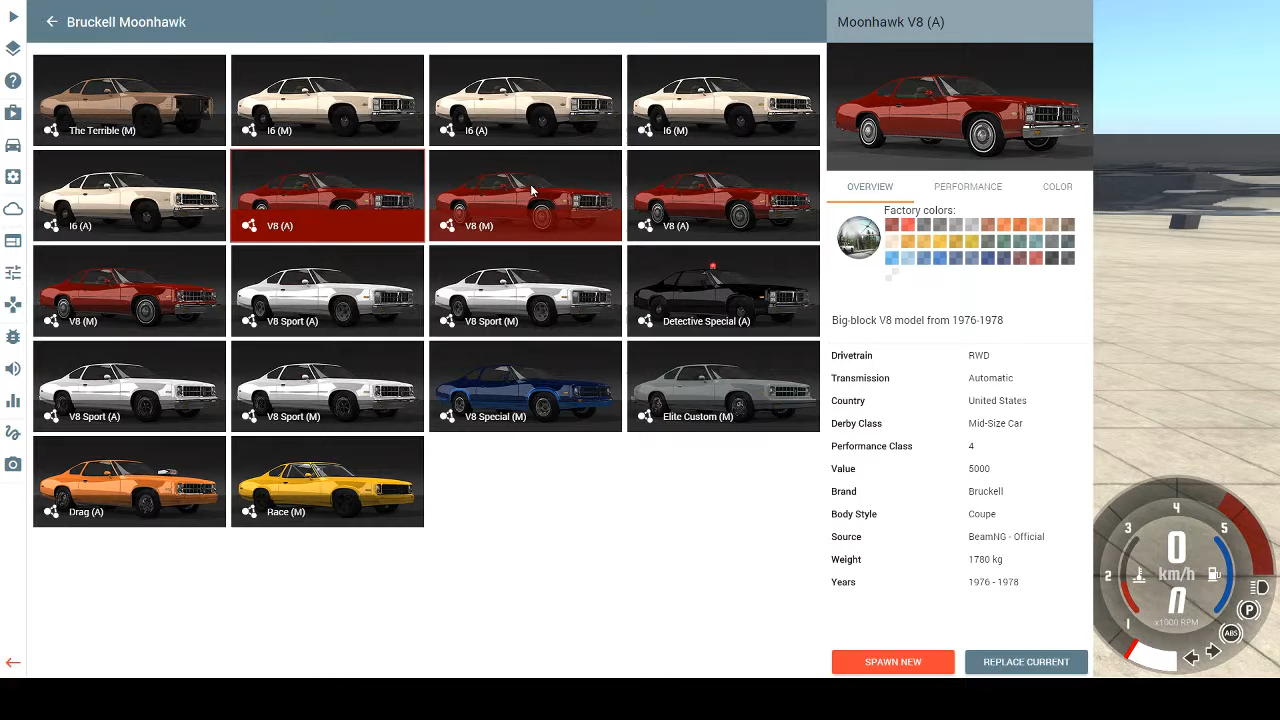 Bruckell Moonhawk
The Terrible (M)
I6 (M)
I6 (A)
I6 (M)
I6 (A)
V8 (A)
V8 (M)
V8 (A)
V8 (M)
V8 Sport (A)
V8 Sport (M)
Detective Special (A)
V8 Sport (A)
V8 Sport (M)
V8 Special (M)
Elite Custom (M)
Drag (A)
Race (M)
Moonhawk V8 (A)
OVERVIEW PERFORMANCE COLOR
Factory colors:
Big-block V8 model from 1976-1978
Drivetrain RWD
Transmission Automatic
Country United States
Derby Class Mid-Size Car
Performance Class 4
Value 5000
Brand Bruckell
Body Style Coupe
Source BeamNG - Official
Weight 1780 kg
Years 1976 - 1978
SPAWN NEW REPLACE CURRENT
4
3 5
2
1
0
km/h
n
x1000 RPM
P
ABS